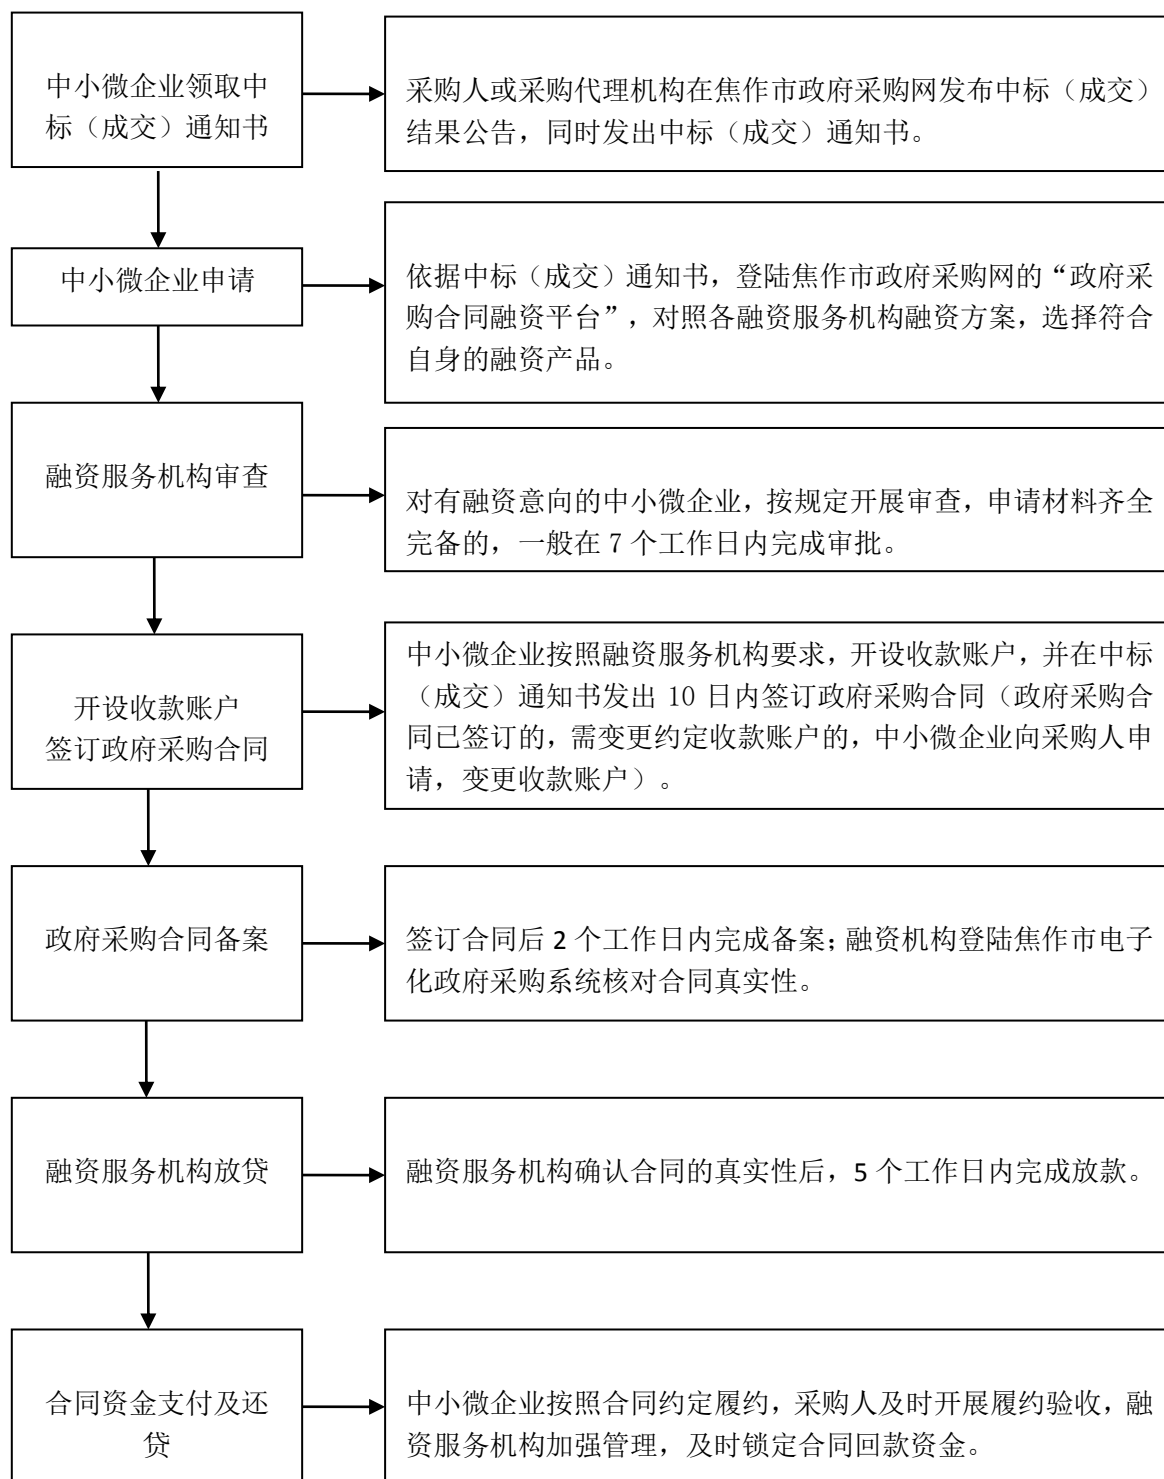 中小微企业领取中
标（成交）通知书
采购人或采购代理机构在焦作市政府采购网发布中标（成交）
结果公告，同时发出中标（成交）通知书。
中小微企业申请
依据中标（成交）通知书，登陆焦作市政府采购网的“政府采
购合同融资平台”，对照各融资服务机构融资方案，选择符合
自身的融资产品。
融资服务机构审查
对有融资意向的中小微企业，按规定开展审查，申请材料齐全
完备的，一般在 7 个工作日内完成审批。
开设收款账户
签订政府采购合同
中小微企业按照融资服务机构要求，开设收款账户，并在中标
（成交）通知书发出 10 日内签订政府采购合同（政府采购合
同已签订的，需变更约定收款账户的，中小微企业向采购人申
请，变更收款账户）。
政府采购合同备案
签订合同后 2 个工作日内完成备案；融资机构登陆焦作市电子
化政府采购系统核对合同真实性。
融资服务机构放贷
融资服务机构确认合同的真实性后，5 个工作日内完成放款。
合同资金支付及还
贷
中小微企业按照合同约定履约，采购人及时开展履约验收，融
资服务机构加强管理，及时锁定合同回款资金。